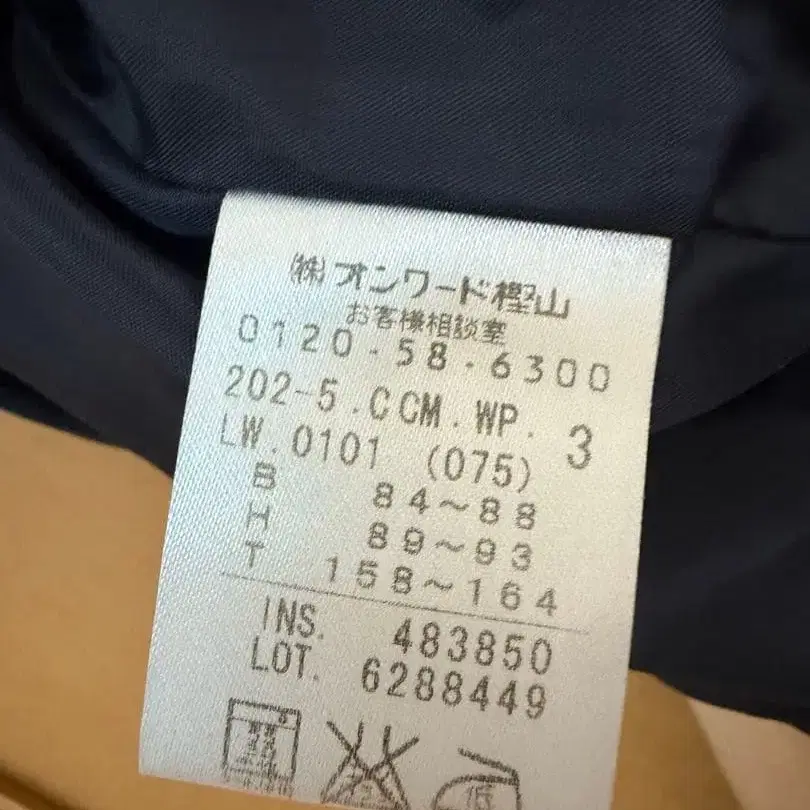 ㈱オンワード樫山
お客様相談室
0120-58-6300
202-5.CCM.WP. 3
LW.0101 (075)
B 84~88
H 89~93
T 158~164
INS. 483850
LOT. 6288449
低